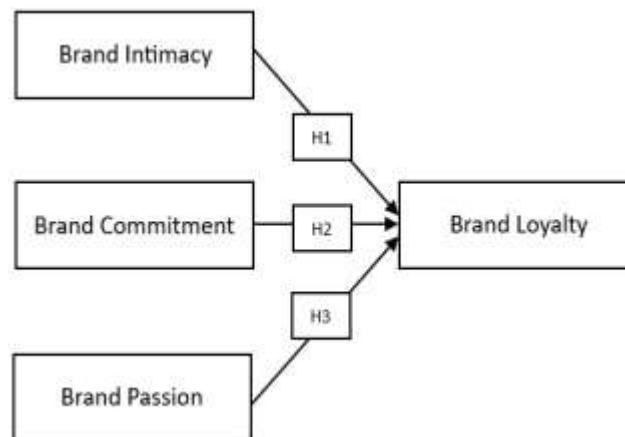 Brand Intimacy
H1
Brand Commitment
H2
Brand Loyalty
H3
Brand Passion